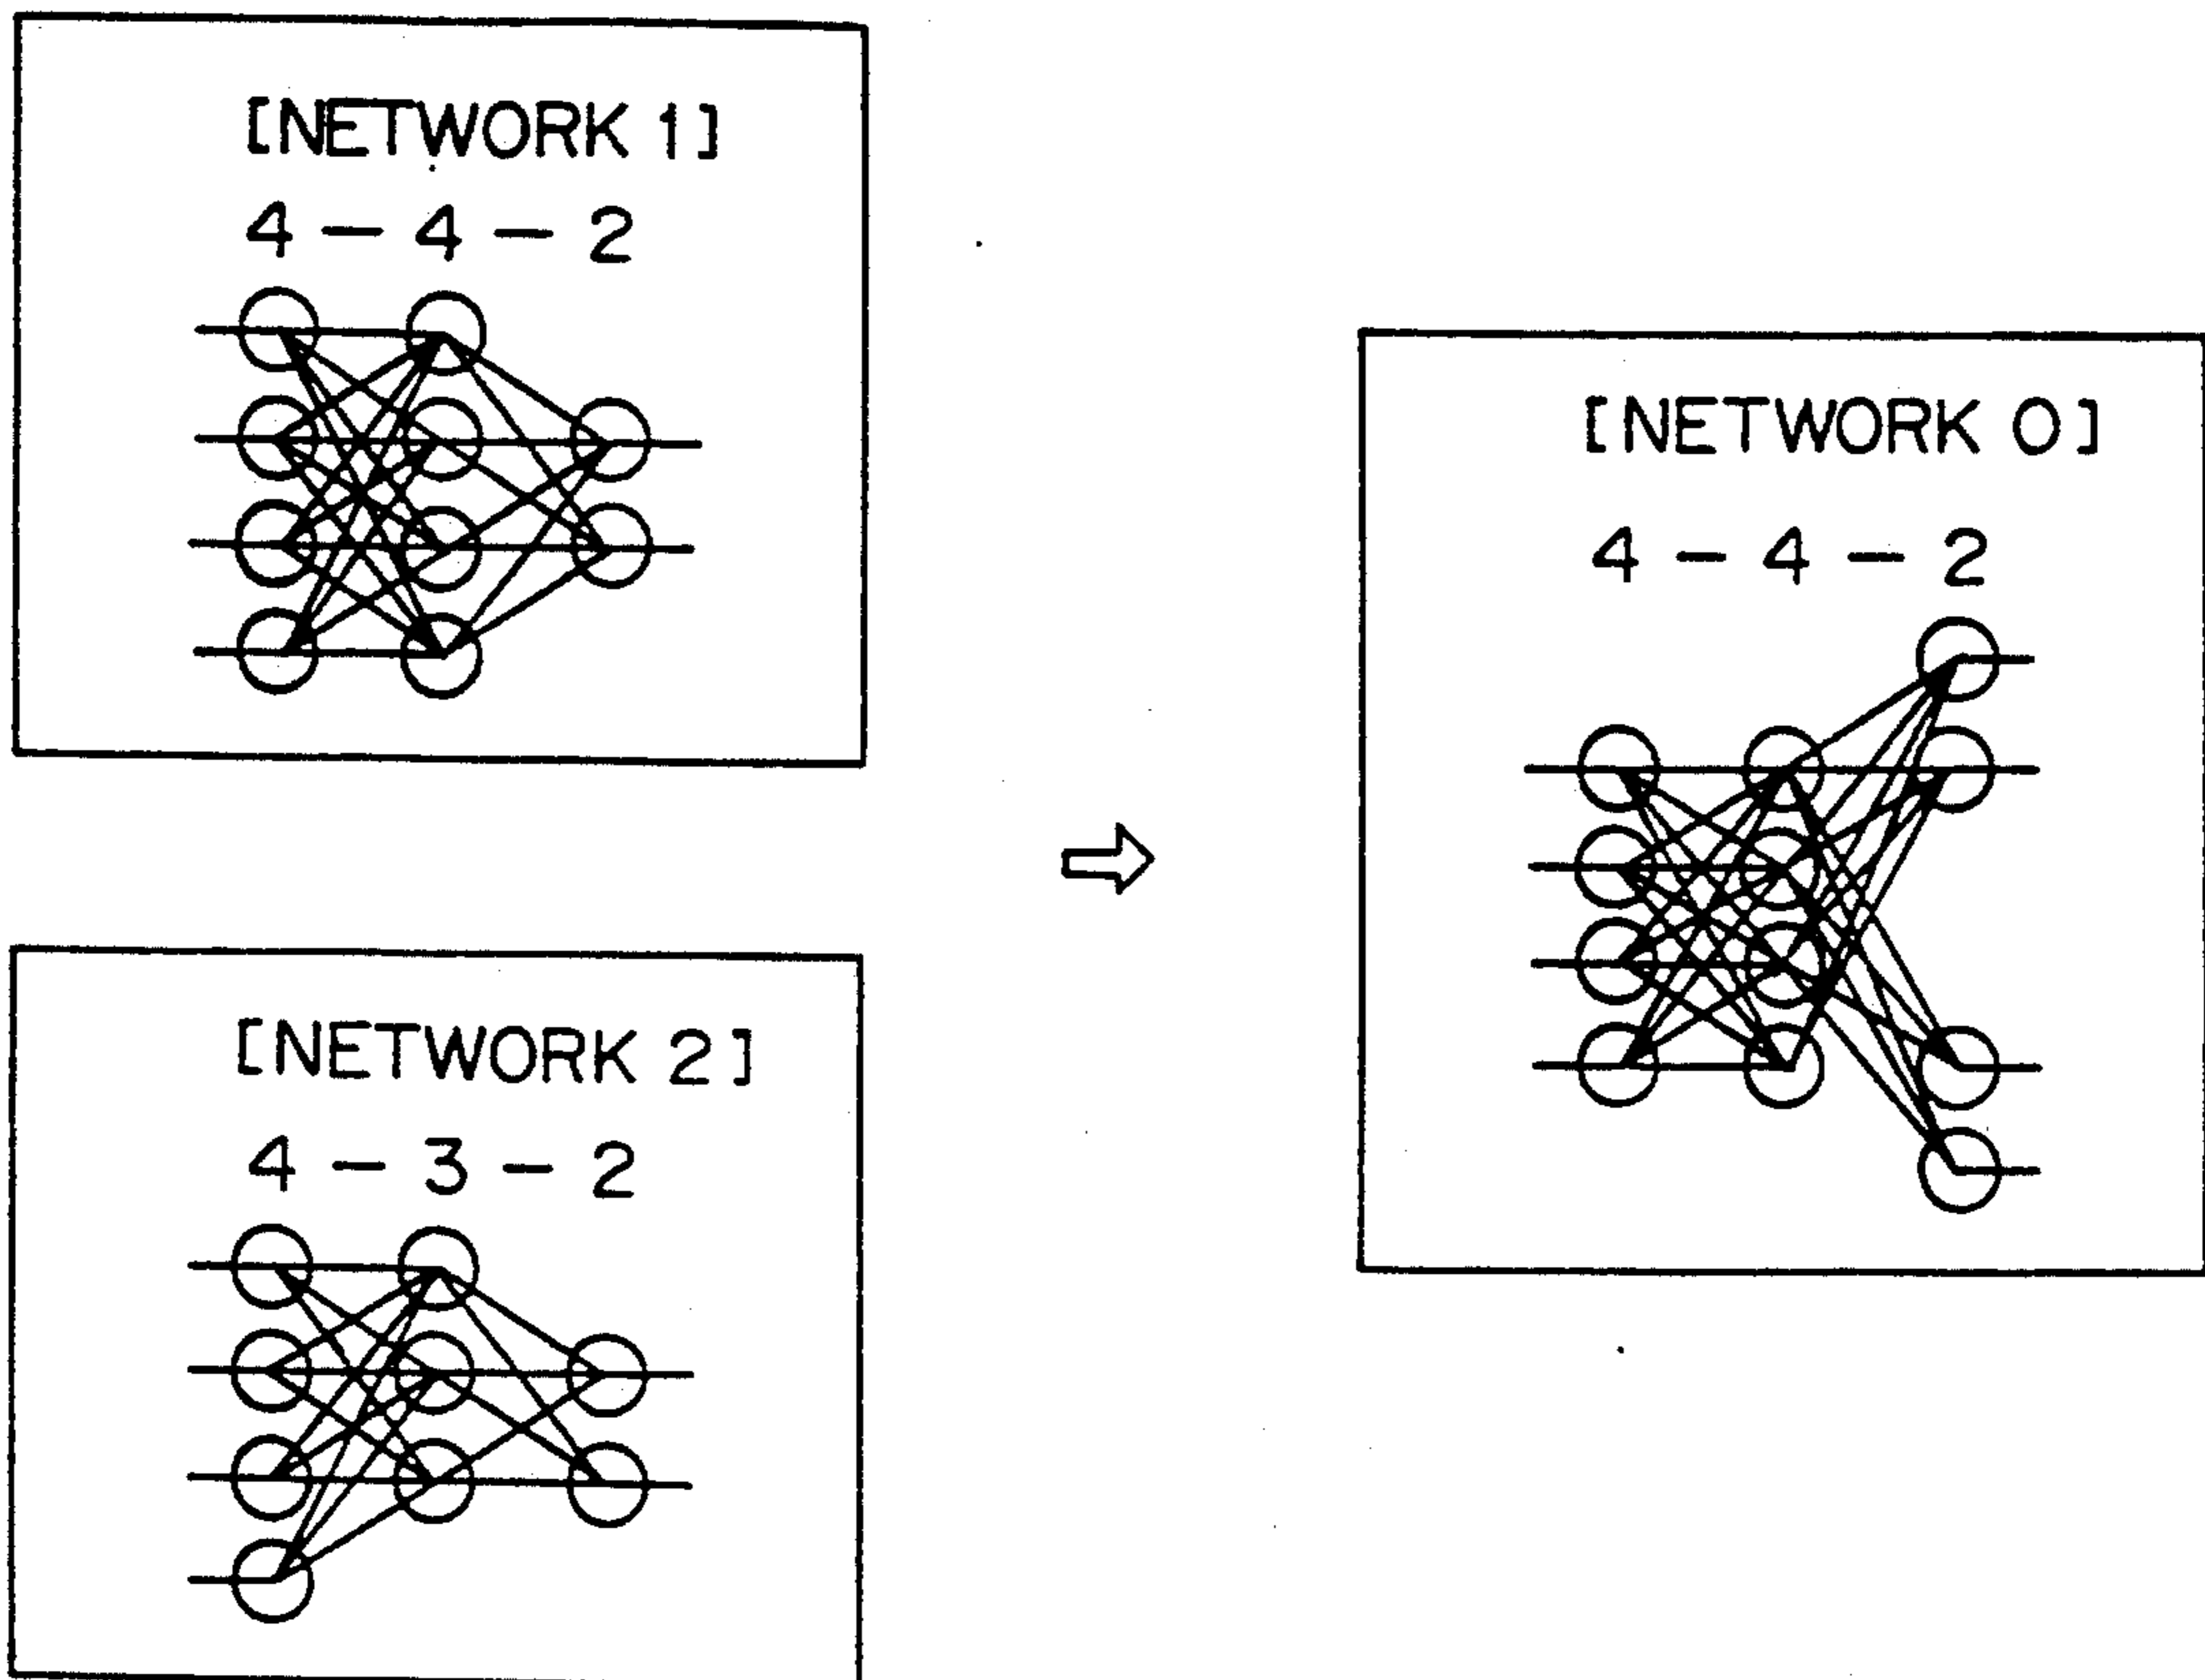 [NETWORK 1]
4 — 4 — 2
[NETWORK 2]
4 — 3 — 2
[NETWORK 0]
4 — 4 — 2